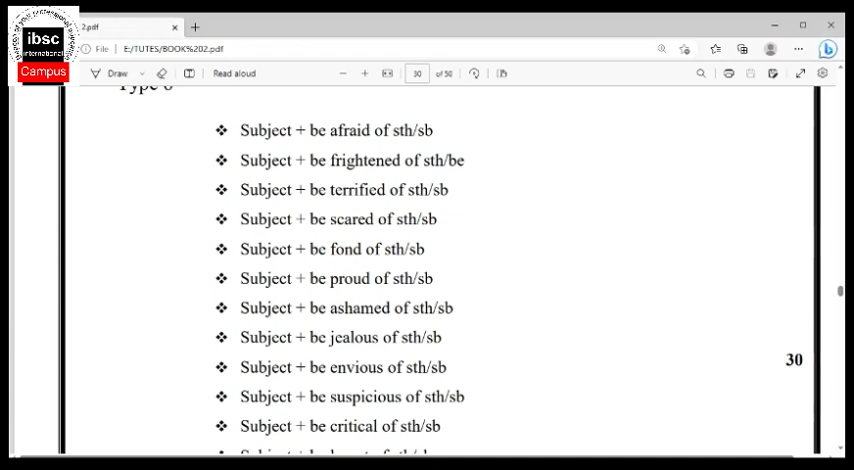 2.pdf
File E:/TUTES/BOOK%202.pdf
ibsc
international
Campus
Draw Read aloud 30 of 50
Subject + be afraid of sth/sb
Subject + be frightened of sth/be
Subject + be terrified of sth/sb
Subject + be scared of sth/sb
Subject + be fond of sth/sb
Subject + be proud of sth/sb
Subject + be ashamed of sth/sb
Subject + be jealous of sth/sb
Subject + be envious of sth/sb
30
Subject + be suspicious of sth/sb
Subject + be critical of sth/sb